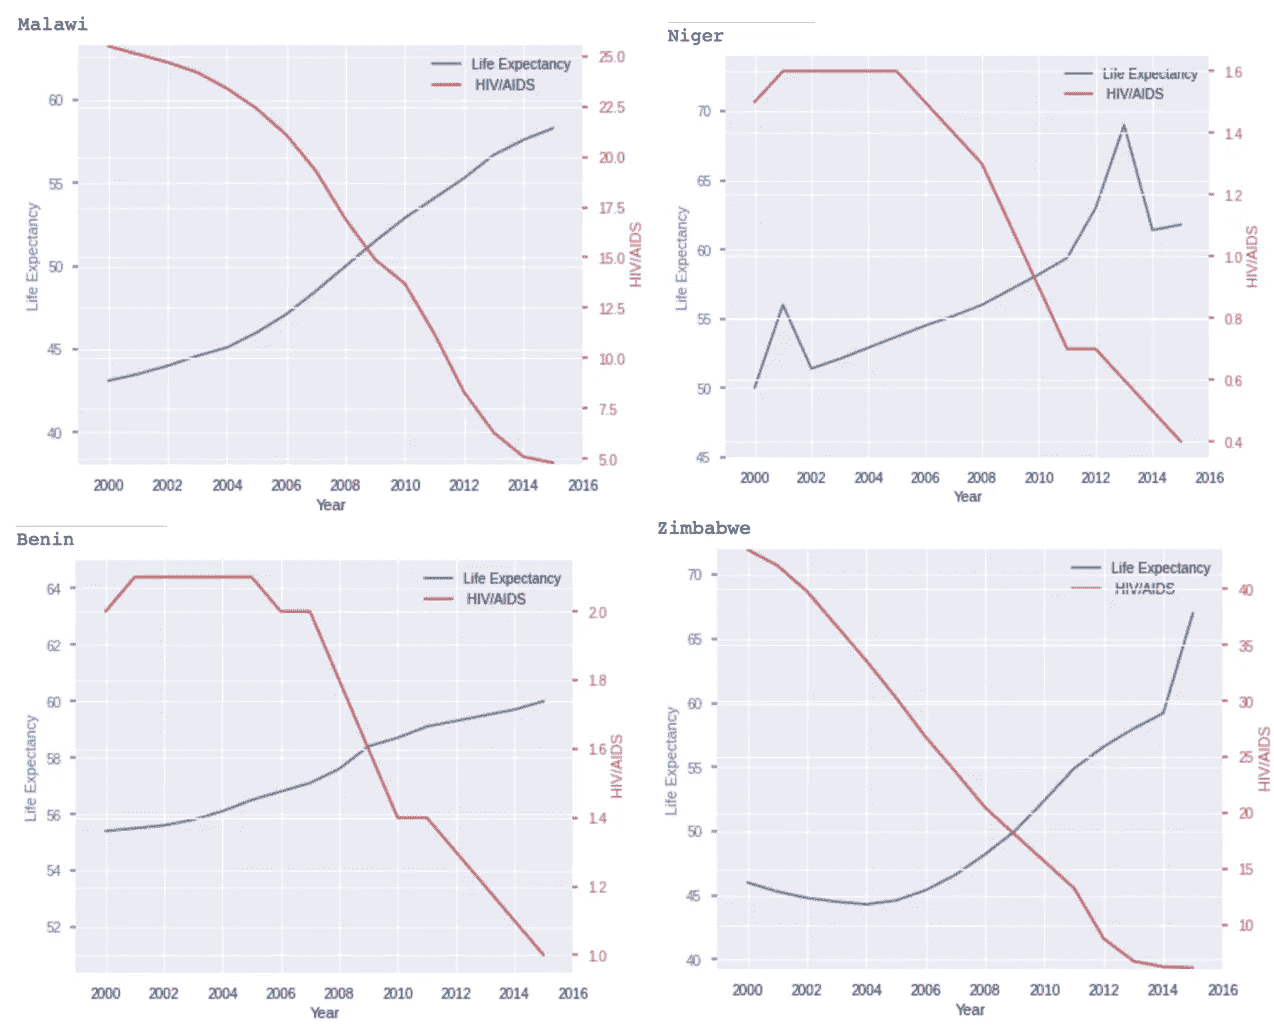 Malawi
Life Expectancy
HIV/AIDS
60
55
50
45
40
25.0
22.5
20.0
17.5
15.0
12.5
10.0
7.5
5.0
Life Expectancy
HIV/AIDS
2000 2002 2004 2006 2008 2010 2012 2014 2016
Year
Niger
Life Expectancy
HIV/AIDS
70
65
60
55
50
45
1.6
1.4
1.2
1.0
0.8
0.6
0.4
Life Expectancy
HIV/AIDS
2000 2002 2004 2006 2008 2010 2012 2014 2016
Year
Benin
Life Expectancy
HIV/AIDS
64
62
60
58
56
54
52
2.0
1.8
1.6
1.4
1.2
1.0
Life Expectancy
HIV/AIDS
2000 2002 2004 2006 2008 2010 2012 2014 2016
Year
Zimbabwe
Life Expectancy
HIV/AIDS
70
65
60
55
50
45
40
40
35
30
25
20
15
10
Life Expectancy
HIV/AIDS
2000 2002 2004 2006 2008 2010 2012 2014 2016
Year